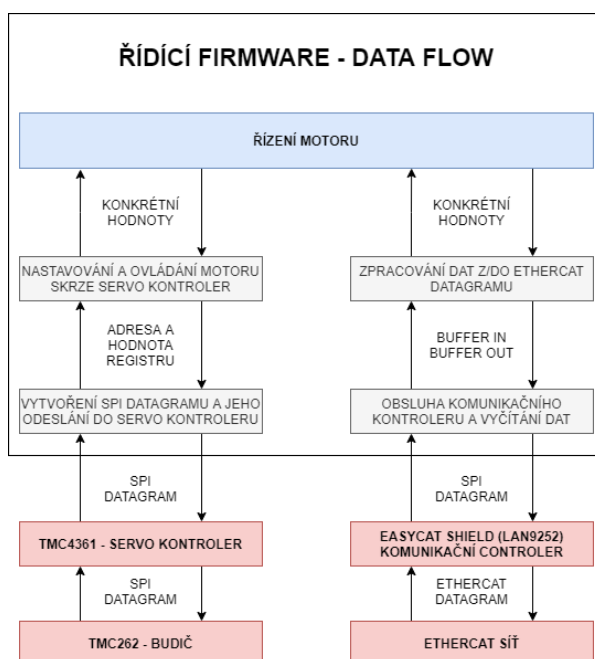 ŘÍDÍCÍ FIRMWARE - DATA FLOW
ŘÍZENÍ MOTORU
KONKRÉTNÍ
HODNOTY
KONKRÉTNÍ
HODNOTY
NASTAVOVÁNÍ A OVLÁDÁNÍ MOTORU
SKRZE SERVO KONTROLER
ZPRACOVÁNÍ DAT Z/DO ETHERCAT
DATAGRAMU
ADRESA A
HODNOTA
REGISTRU
BUFFER IN
BUFFER OUT
VYTVOŘENÍ SPI DATAGRAMU A JEHO
ODESLÁNÍ DO SERVO KONTROLERU
OBSLUHA KOMUNIKAČNÍHO
KONTROLERU A VYČÍTÁNÍ DAT
SPI
DATAGRAM
SPI
DATAGRAM
TMC4361 - SERVO KONTROLER
EASYCAT SHIELD (LAN9252)
KOMUNIKAČNÍ CONTROLER
SPI
DATAGRAM
ETHERCAT
DATAGRAM
TMC262 - BUDIČ
ETHERCAT SÍŤ